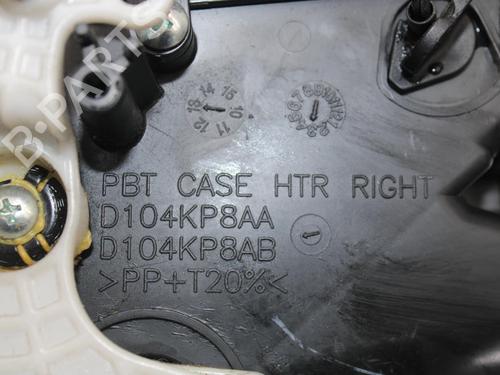 PBT CASE HTR RIGHT
D104KP8AA
D104KP8AB
>PP+T20%<
B-PARTS